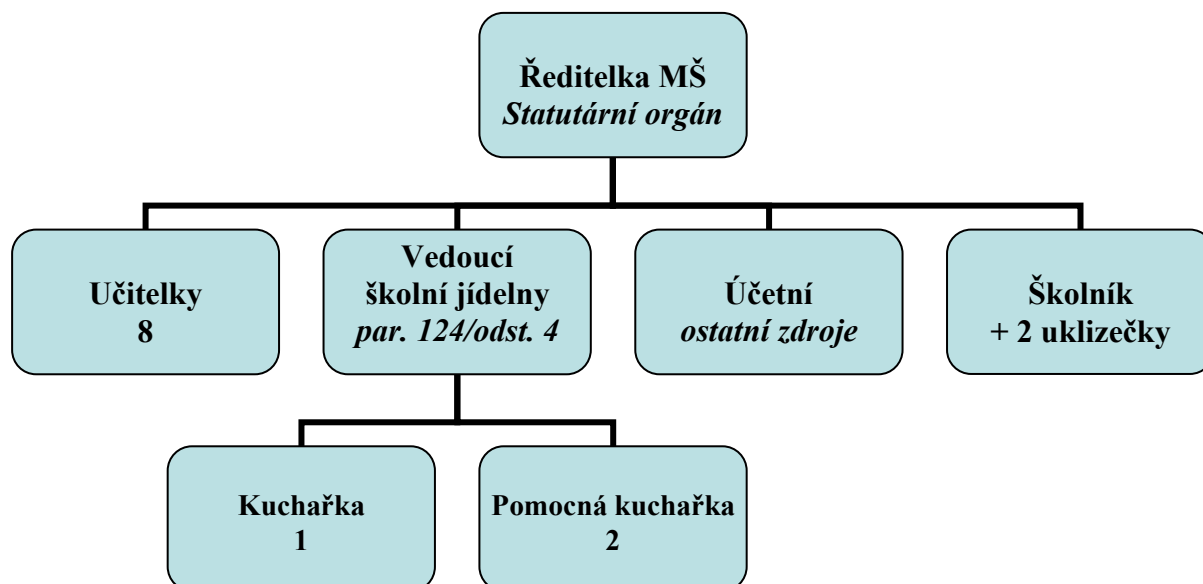 Ředitelka MŠ
Statutární orgán
Učitelky
8
Vedoucí
školní jídelny
par. 124/odst. 4
Účetní
ostatní zdroje
Školník
+ 2 uklizečky
Kuchařka
1
Pomocná kuchařka
2